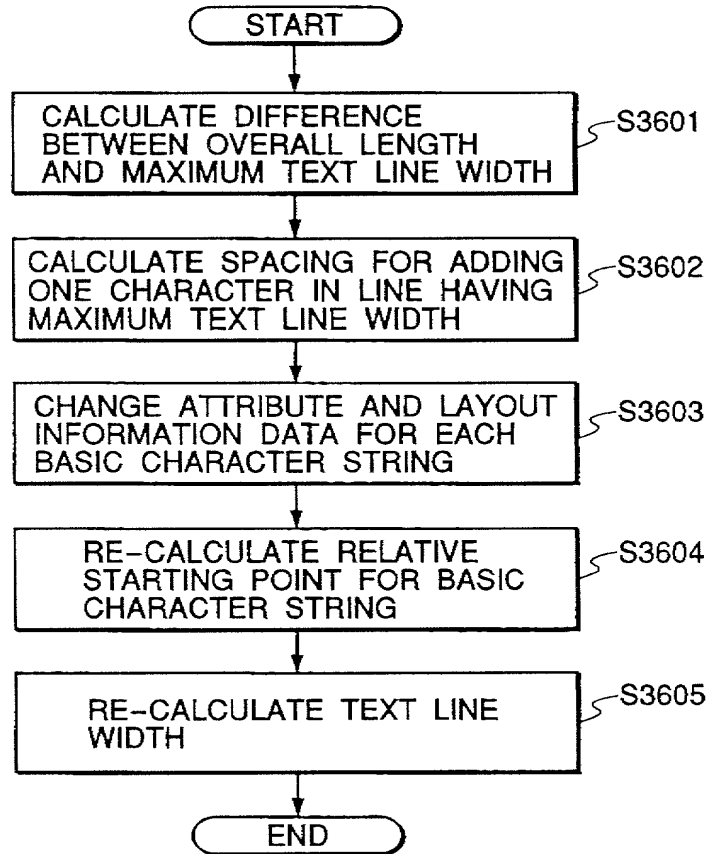 START
CALCULATE DIFFERENCE
BETWEEN OVERALL LENGTH
AND MAXIMUM TEXT LINE WIDTH
S3601
CALCULATE SPACING FOR ADDING
ONE CHARACTER IN LINE HAVING
MAXIMUM TEXT LINE WIDTH
S3602
CHANGE ATTRIBUTE AND LAYOUT
INFORMATION DATA FOR EACH
BASIC CHARACTER STRING
S3603
RE-CALCULATE RELATIVE
STARTING POINT FOR BASIC
CHARACTER STRING
S3604
RE-CALCULATE TEXT LINE
WIDTH
S3605
END